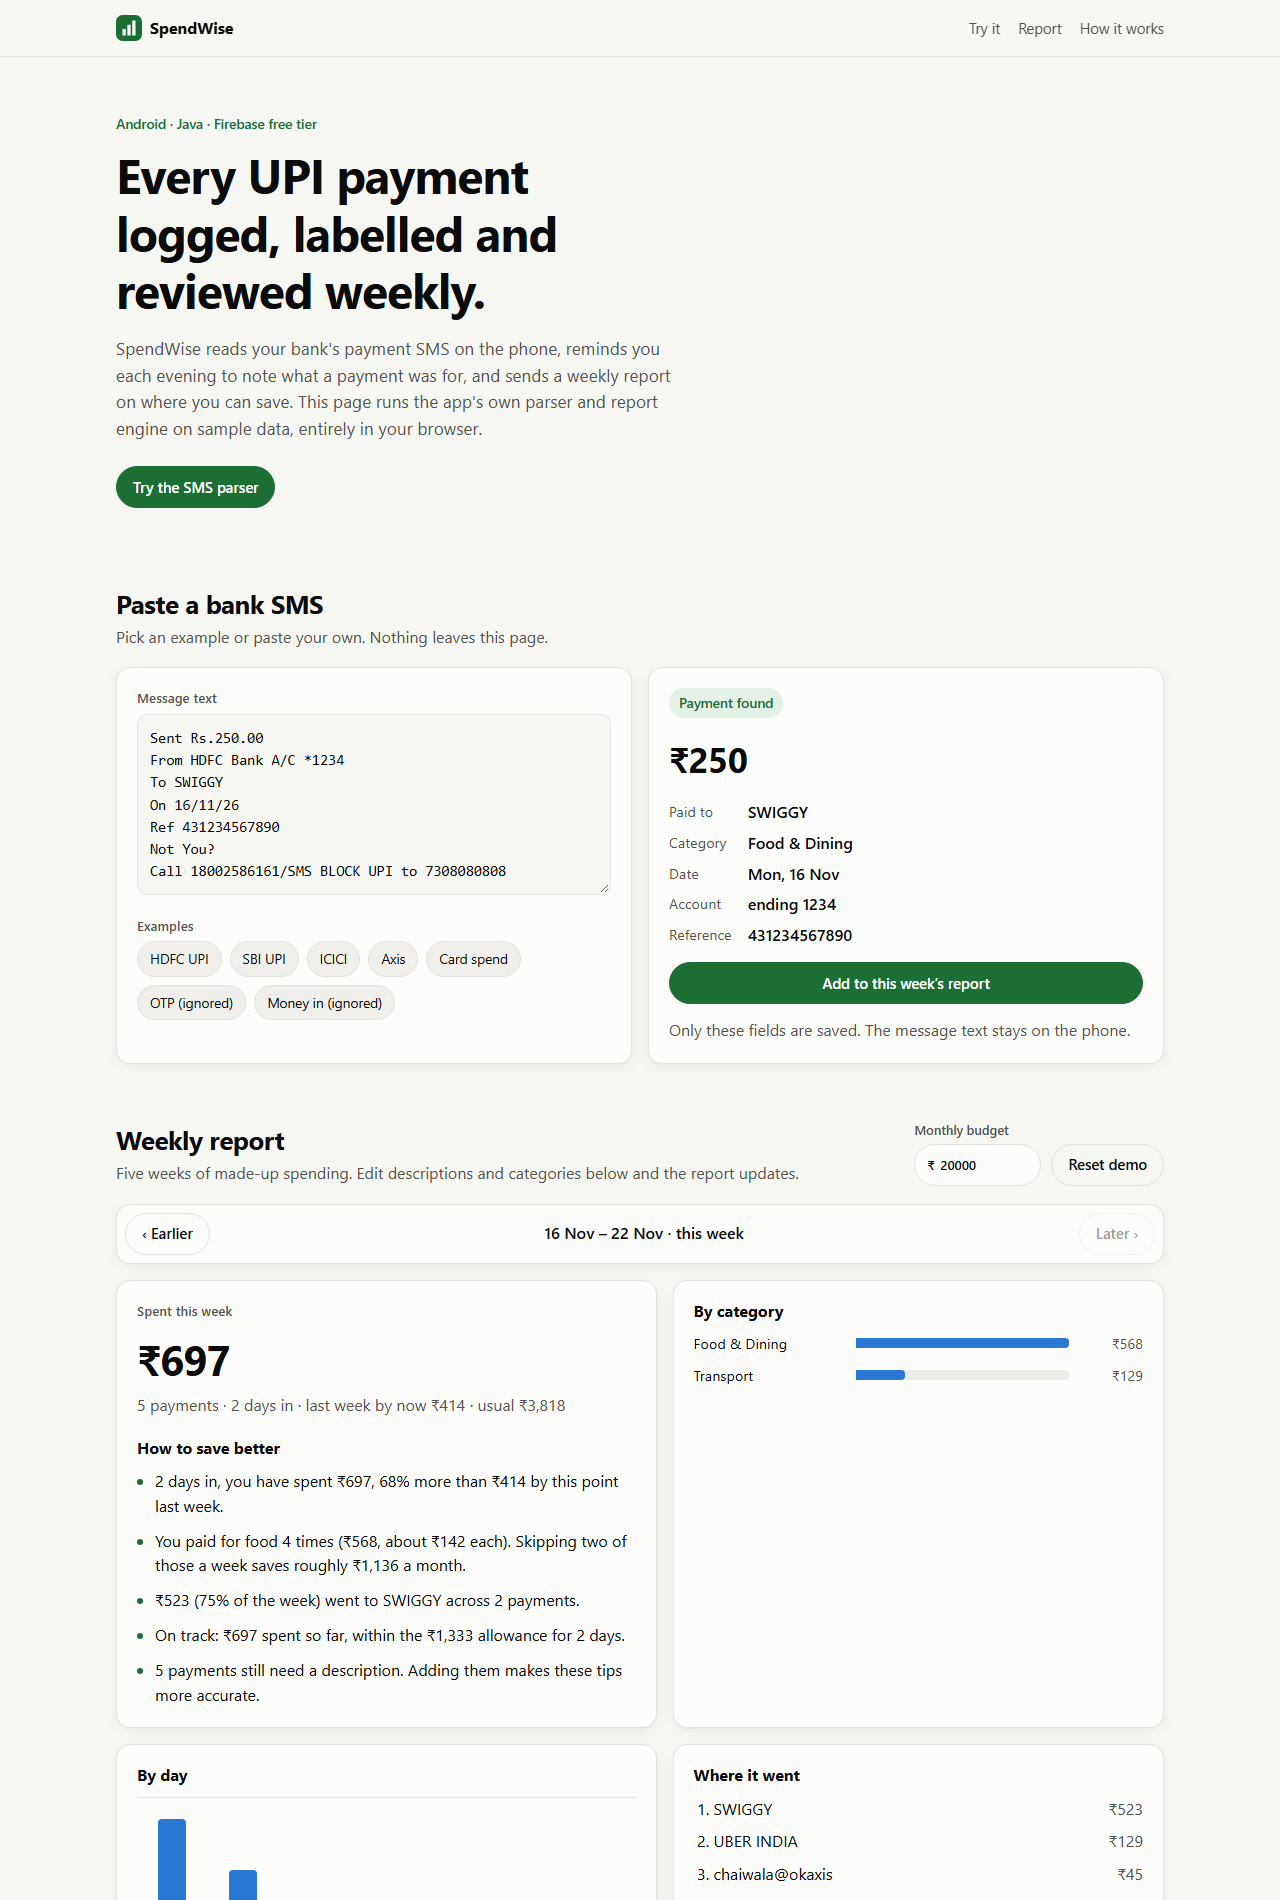 SpendWise
Try it
Report
How it works
Android · Java · Firebase free tier
Every UPI payment
logged, labelled and
reviewed weekly.
SpendWise reads your bank's payment SMS on the phone, reminds you
each evening to note what a payment was for, and sends a weekly report
on where you can save. This page runs the app's own parser and report
engine on sample data, entirely in your browser.
Try the SMS parser
Paste a bank SMS
Pick an example or paste your own. Nothing leaves this page.
Message text
Sent Rs.250.00
From HDFC Bank A/C *1234
To SWIGGY
On 16/11/26
Ref 431234567890
Not You?
Call 18002586161/SMS BLOCK UPI to 7308080808
Examples
HDFC UPI
SBI UPI
ICICI
Axis
Card spend
OTP (ignored)
Money in (ignored)
Payment found
₹250
Paid to SWIGGY
Category Food & Dining
Date Mon, 16 Nov
Account ending 1234
Reference 431234567890
Add to this week’s report
Only these fields are saved. The message text stays on the phone.
Weekly report
Five weeks of made-up spending. Edit descriptions and categories below and the report updates.
Monthly budget
₹ 20000
Reset demo
‹ Earlier
16 Nov – 22 Nov · this week
Later ›
Spent this week
₹697
5 payments · 2 days in · last week by now ₹414 · usual ₹3,818
How to save better
2 days in, you have spent ₹697, 68% more than ₹414 by this point
last week.
You paid for food 4 times (₹568, about ₹142 each). Skipping two of
those a week saves roughly ₹1,136 a month.
₹523 (75% of the week) went to SWIGGY across 2 payments.
On track: ₹697 spent so far, within the ₹1,333 allowance for 2 days.
5 payments still need a description. Adding them makes these tips
more accurate.
By category
Food & Dining ₹568
Transport ₹129
By day
Where it went
1. SWIGGY ₹523
2. UBER INDIA ₹129
3. chaiwala@okaxis ₹45